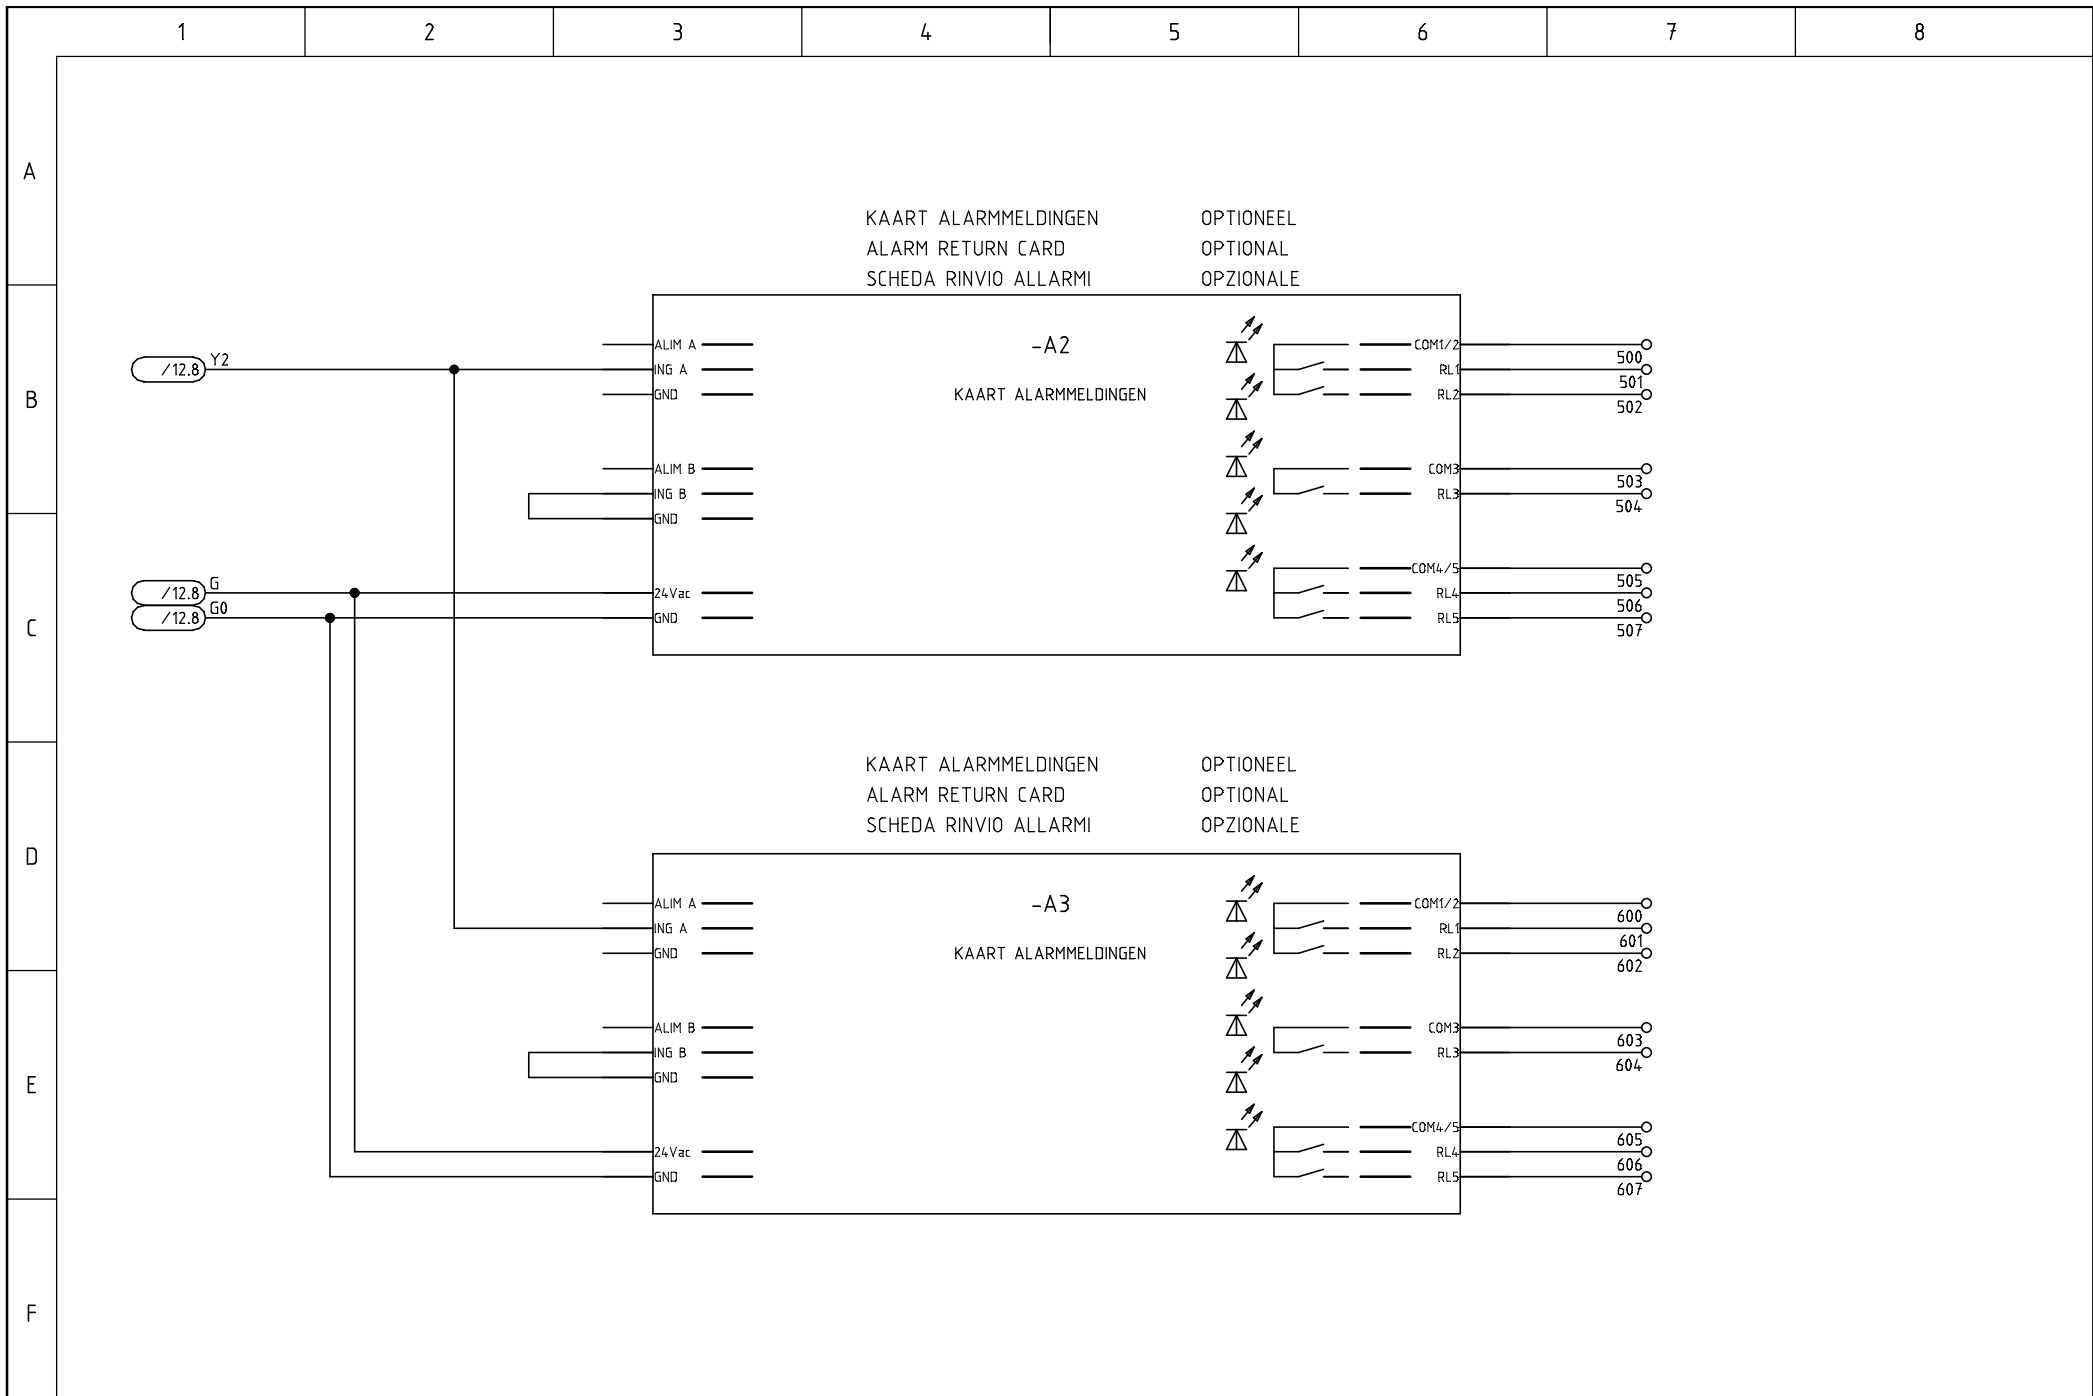 1 2 3 4 5 6 7 8
A
KAART ALARMMELDINGEN OPTIONEEL
ALARM RETURN CARD OPTIONAL
SCHEDA RINVIO ALLARMI OPZIONALE
B
-A2
KAART ALARMMELDINGEN
/12.8 Y2
ALIM A
ING A
GND
ALIM B
ING B
GND
C
/12.8 G
/12.8 G0
24Vac
GND
COM1/2 500
RL1 501
RL2 502
COM3 503
RL3 504
COM4/5 505
RL4 506
RL5 507
D
KAART ALARMMELDINGEN OPTIONEEL
ALARM RETURN CARD OPTIONAL
SCHEDA RINVIO ALLARMI OPZIONALE
-A3
KAART ALARMMELDINGEN
ALIM A
ING A
GND
E
ALIM B
ING B
GND
24Vac
GND
COM1/2 600
RL1 601
RL2 602
COM3 603
RL3 604
COM4/5 605
RL4 606
RL5 607
F